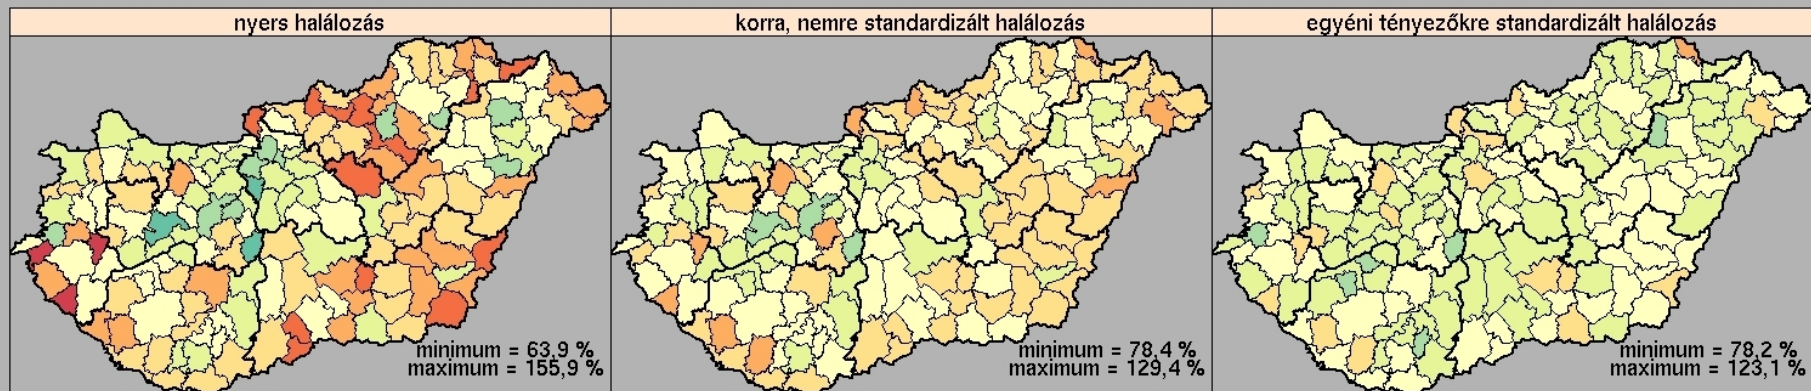 nyers halálozás
korra, nemre standardizált halálozás
egyéni tényezőkre standardizált halálozás
minimum = 63,9 %
maximum = 155,9 %
minimum = 78,4 %
maximum = 129,4 %
minimum = 78,2 %
maximum = 123,1 %